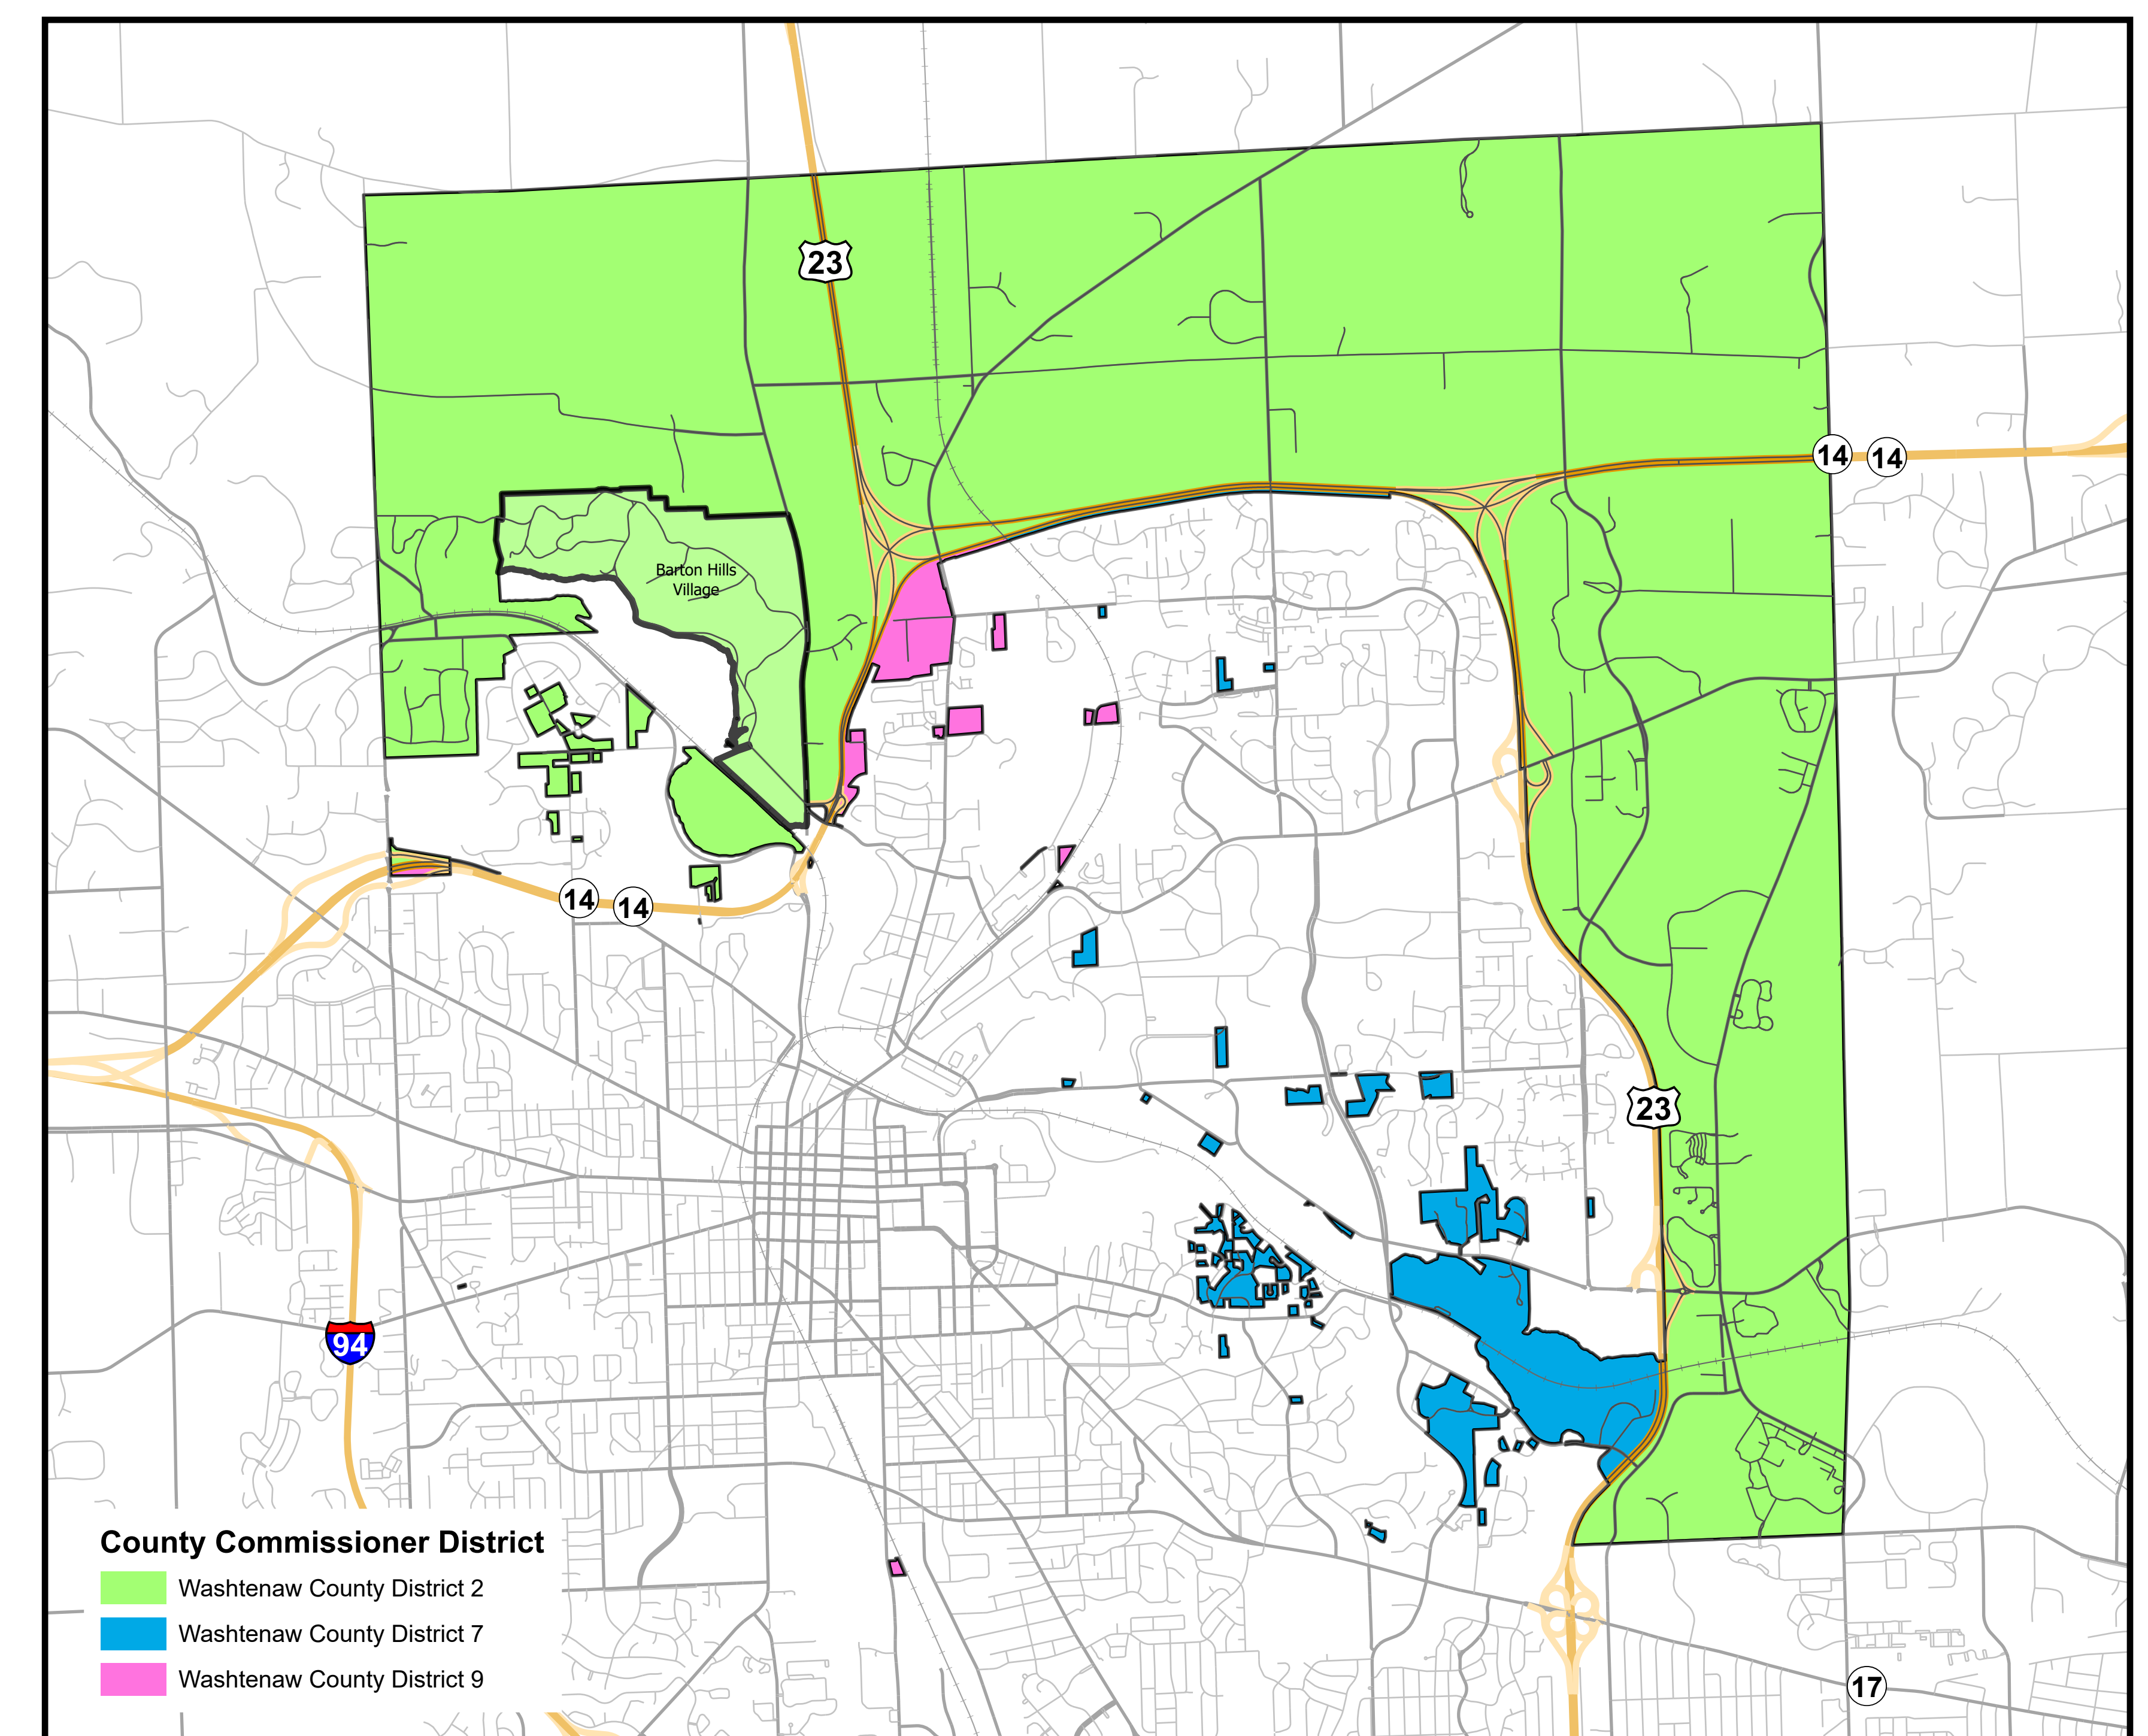 23
14 14
Barton Hills
Village
14 14
23
94
County Commissioner District
Washtenaw County District 2
Washtenaw County District 7
Washtenaw County District 9
17